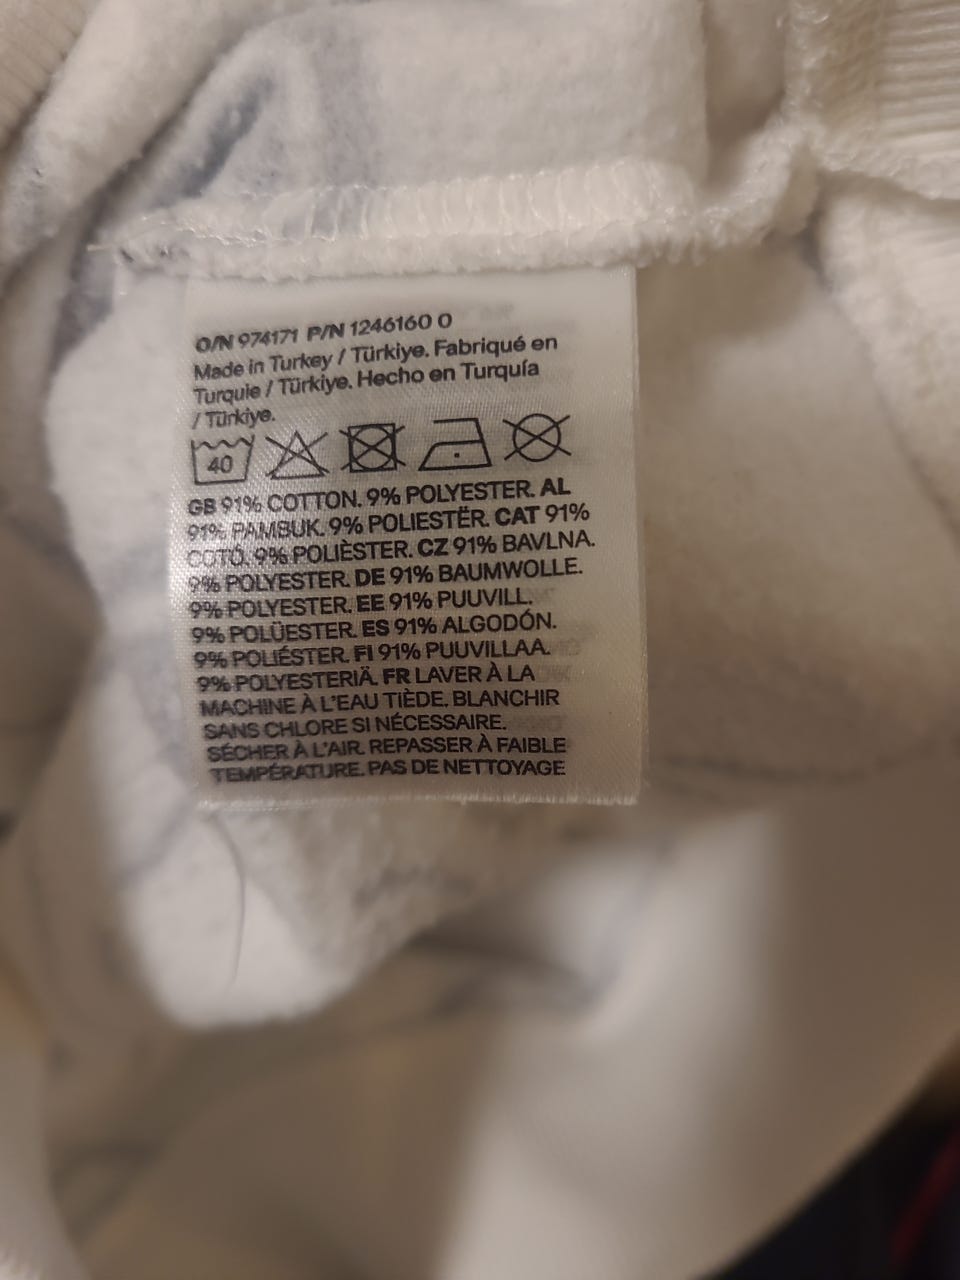 O/N 974171 P/N 1246160 0
Made in Turkey / Türkiye. Fabriqué en
Turquie / Türkiye. Hecho en Turquía
/ Türkiye.
40
GB 91% COTTON. 9% POLYESTER. AL
91% PAMBUK. 9% POLIESTËR. CAT 91%
COTÓ. 9% POLIÈSTER. CZ 91% BAVLNA.
9% POLYESTER. DE 91% BAUMWOLLE.
9% POLYESTER. EE 91% PUUVILL.
9% POLÜESTER. ES 91% ALGODÓN.
9% POLIÉSTER. FI 91% PUUVILLAA.
9% POLYESTERIÄ. FR LAVER À LA
MACHINE À L'EAU TIÈDE. BLANCHIR
SANS CHLORE SI NÉCESSAIRE.
SÉCHER À L'AIR. REPASSER À FAIBLE
TEMPÉRATURE. PAS DE NETTOYAGE